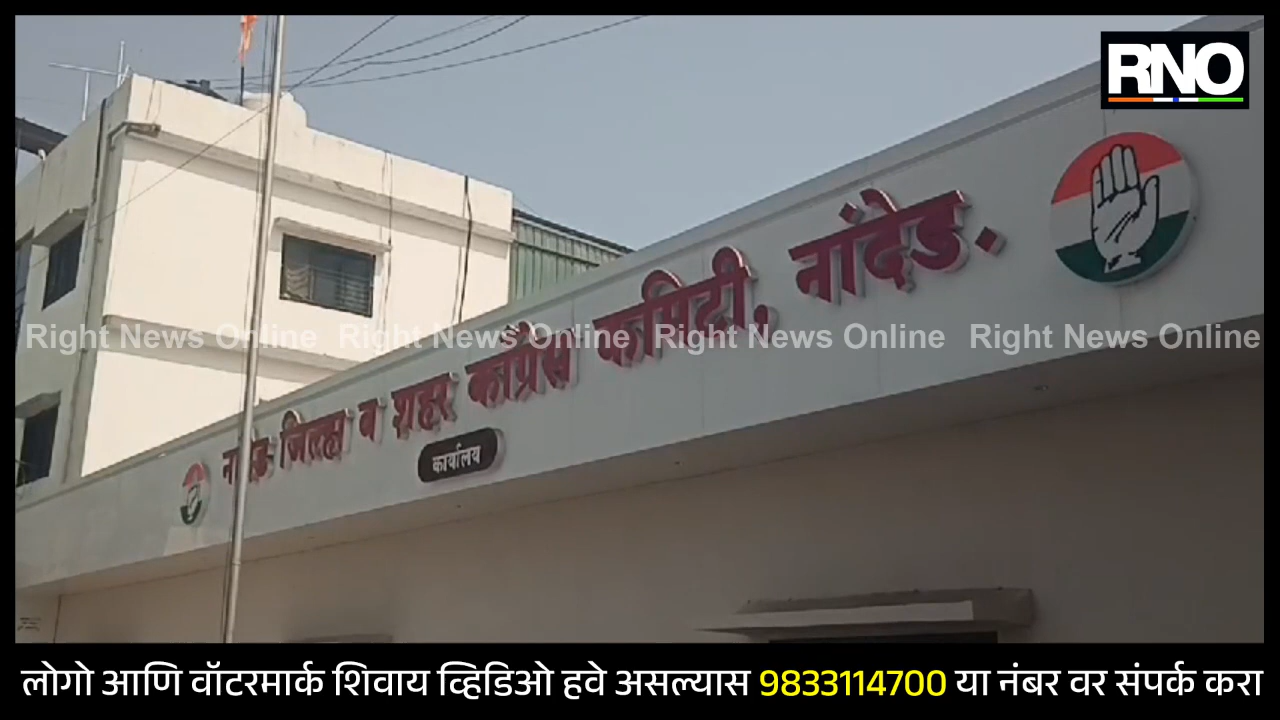 RNO
नांदेड जिल्हा व शहर काँग्रेस कमिटी, नांदेड.
कार्यालय
Right News Online Right News Online Right News Online Right News Online
लोगो आणि वॉटरमार्क शिवाय व्हिडिओ हवे असल्यास 9833114700 या नंबर वर संपर्क करा